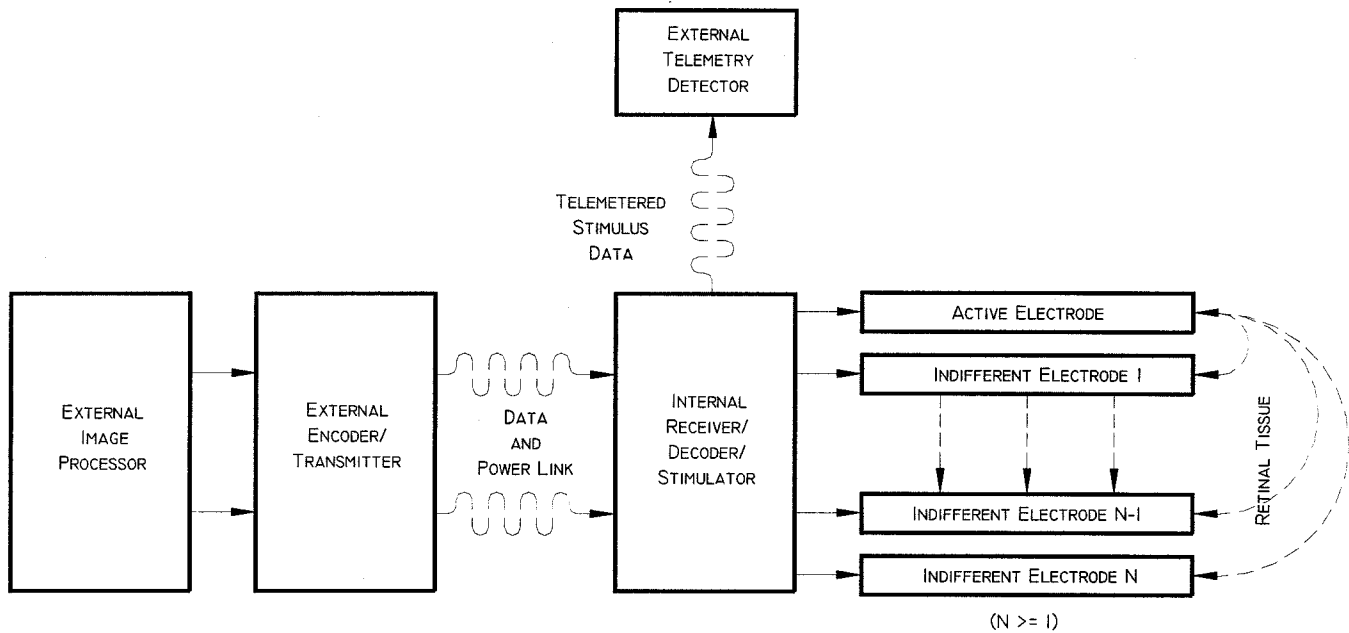 EXTERNAL
TELEMETRY
DETECTOR
TELEMETERED
STIMULUS
DATA
EXTERNAL
IMAGE
PROCESSOR
EXTERNAL
ENCODER/
TRANSMITTER
DATA
AND
POWER LINK
INTERNAL
RECEIVER/
DECODER/
STIMULATOR
ACTIVE ELECTRODE
INDIFFERENT ELECTRODE 1
INDIFFERENT ELECTRODE N-1
INDIFFERENT ELECTRODE N
(N >= 1)
RETINAL TISSUE